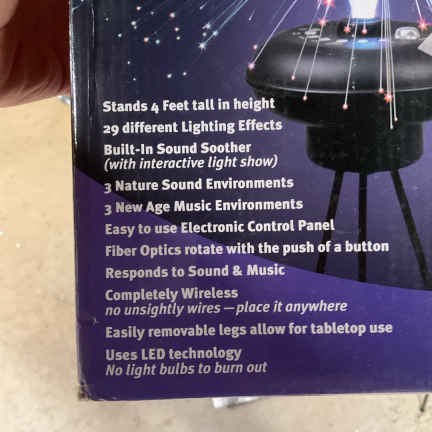 Stands 4 Feet tall in height
29 different Lighting Effects
Built-In Sound Soother
(with interactive light show)
3 Nature Sound Environments
3 New Age Music Environments
Easy to use Electronic Control Panel
Fiber Optics rotate with the push of a button
Responds to Sound & Music
Completely Wireless
no unsightly wires — place it anywhere
Easily removable legs allow for tabletop use
Uses LED technology
No light bulbs to burn out